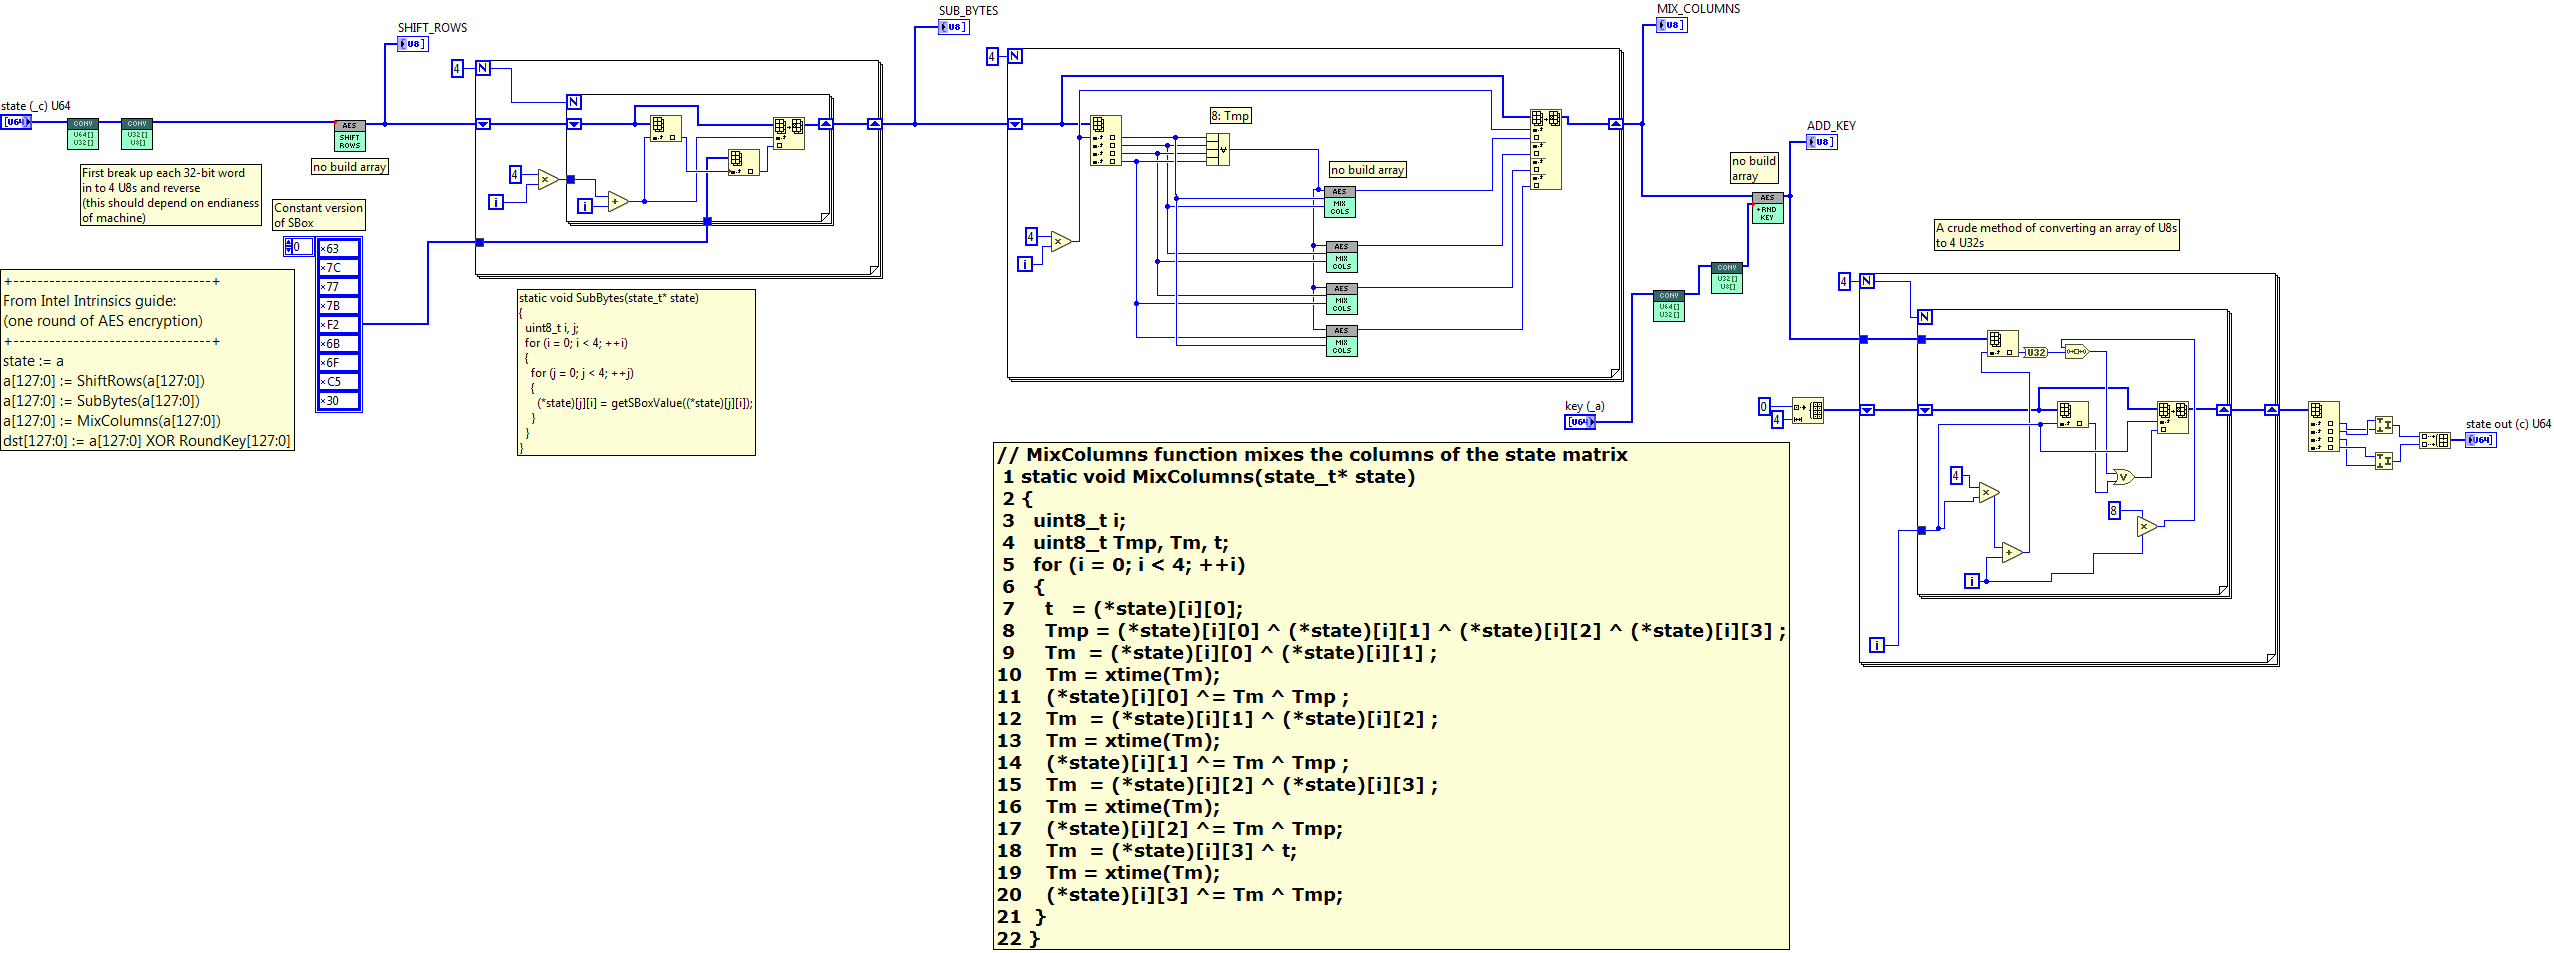 SHIFT_ROWS
SUB_BYTES
MIX_COLUMNS
state (_c) U64
[U64]
CONV
U64[]
U32[]
CONV
U32[]
U8[]
AES
SHIFT
ROWS
no build array
U8]
First break up each 32-bit word
in to 4 U8s and reverse
(this should depend on endianess
of machine)
Constant version
of SBox
0
×63
×7C
×77
×7B
×F2
×6B
×6F
×C5
×30
+--------------------------------+
From Intel Intrinsics guide:
(one round of AES encryption)
+--------------------------------+
state := a
a[127:0] := ShiftRows(a[127:0])
a[127:0] := SubBytes(a[127:0])
a[127:0] := MixColumns(a[127:0])
dst[127:0] := a[127:0] XOR RoundKey[127:0]
4
N
N
4
i
i
U8]
static void SubBytes(state_t* state)
{
uint8_t i, j;
for (i = 0; i < 4; ++i)
{
for (j = 0; j < 4; ++j)
{
(*state)[j][i] = getSBoxValue((*state)[j][i]);
}
}
}
4
N
8: Tmp
no build array
4
i
AES
MIX
COLS
AES
MIX
COLS
AES
MIX
COLS
AES
MIX
COLS
U8]
// MixColumns function mixes the columns of the state matrix
1 static void MixColumns(state_t* state)
2 {
3 uint8_t i;
4 uint8_t Tmp, Tm, t;
5 for (i = 0; i < 4; ++i)
6 {
7 t = (*state)[i][0];
8 Tmp = (*state)[i][0] ^ (*state)[i][1] ^ (*state)[i][2] ^ (*state)[i][3] ;
9 Tm = (*state)[i][0] ^ (*state)[i][1] ;
10 Tm = xtime(Tm);
11 (*state)[i][0] ^= Tm ^ Tmp ;
12 Tm = (*state)[i][1] ^ (*state)[i][2] ;
13 Tm = xtime(Tm);
14 (*state)[i][1] ^= Tm ^ Tmp ;
15 Tm = (*state)[i][2] ^ (*state)[i][3] ;
16 Tm = xtime(Tm);
17 (*state)[i][2] ^= Tm ^ Tmp;
18 Tm = (*state)[i][3] ^ t;
19 Tm = xtime(Tm);
20 (*state)[i][3] ^= Tm ^ Tmp;
21 }
22 }
key (_a)
[U64]
CONV
U64[]
U32[]
CONV
U32[]
U8[]
no build
array
AES
+RND
KEY
ADD_KEY
U8]
A crude method of converting an array of U8s
to 4 U32s
4
N
N
U32
0
4
4
8
i
i
state out (c) U64
U64]